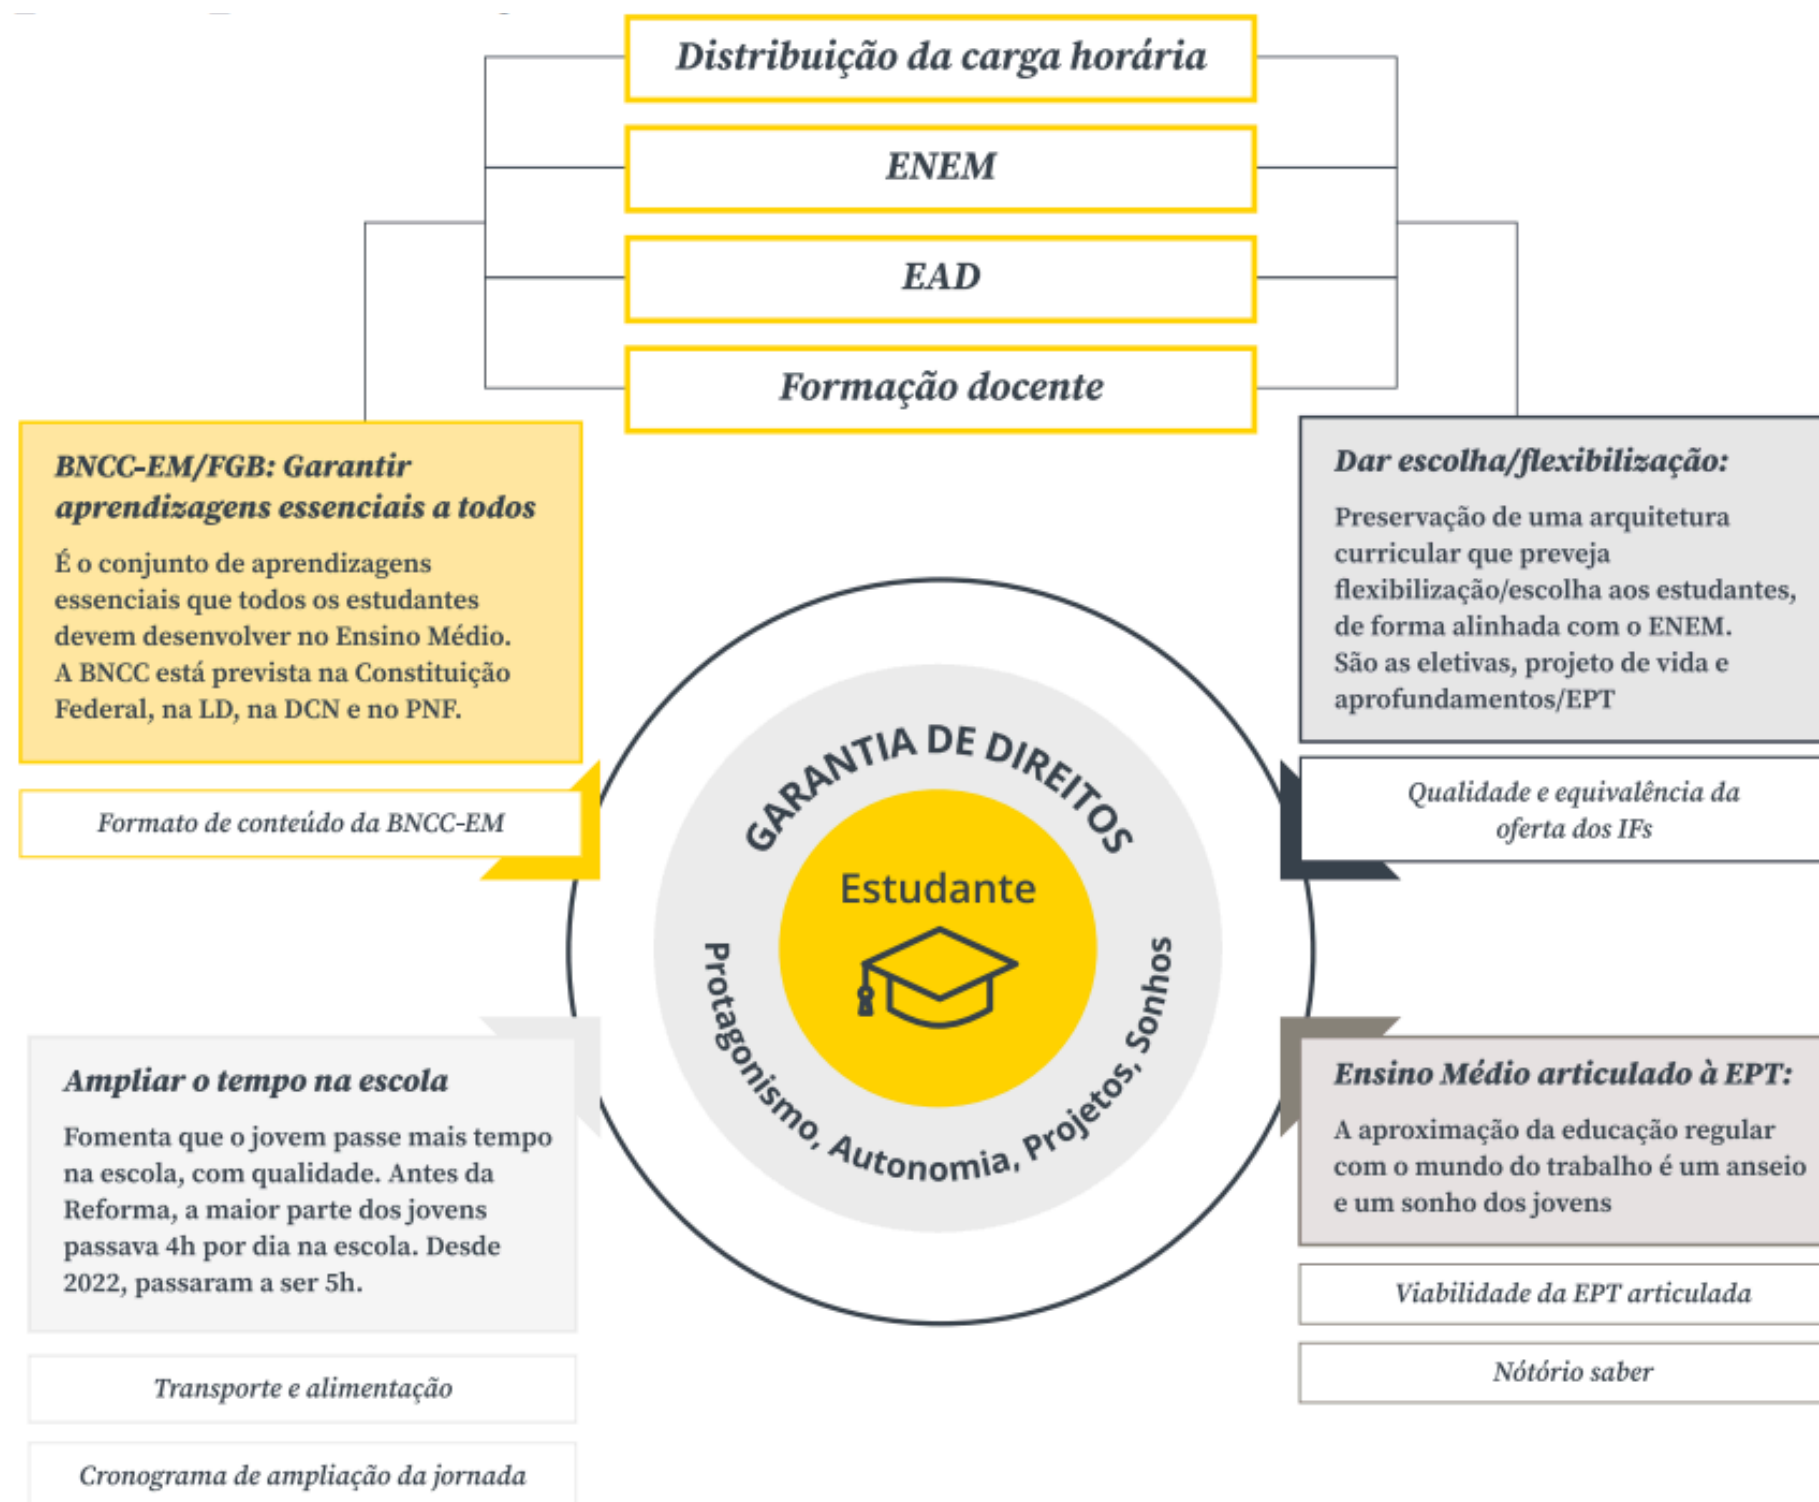 Distribuição da carga horária
ENEM
EAD
Formação docente
BNCC-EM/FGB: Garantir
aprendizagens essenciais a todos
É o conjunto de aprendizagens
essenciais que todos os estudantes
devem desenvolver no Ensino Médio.
A BNCC está prevista na Constituição
Federal, na LD, na DCN e no PNF.
Formato de conteúdo da BNCC-EM
Dar escolha/flexibilização:
Preservação de uma arquitetura
curricular que preveja
flexibilização/escolha aos estudantes,
de forma alinhada com o ENEM.
São as eletivas, projeto de vida e
aprofundamentos/EPT
Qualidade e equivalência da
oferta dos IFs
GARANTIA DE DIREITOS
Estudante
Protagonismo, Autonomia, Projetos, Sonhos
Ampliar o tempo na escola
Fomenta que o jovem passe mais tempo
na escola, com qualidade. Antes da
Reforma, a maior parte dos jovens
passava 4h por dia na escola. Desde
2022, passaram a ser 5h.
Transporte e alimentação
Cronograma de ampliação da jornada
Ensino Médio articulado à EPT:
A aproximação da educação regular
com o mundo do trabalho é um anseio
e um sonho dos jovens
Viabilidade da EPT articulada
Nótório saber